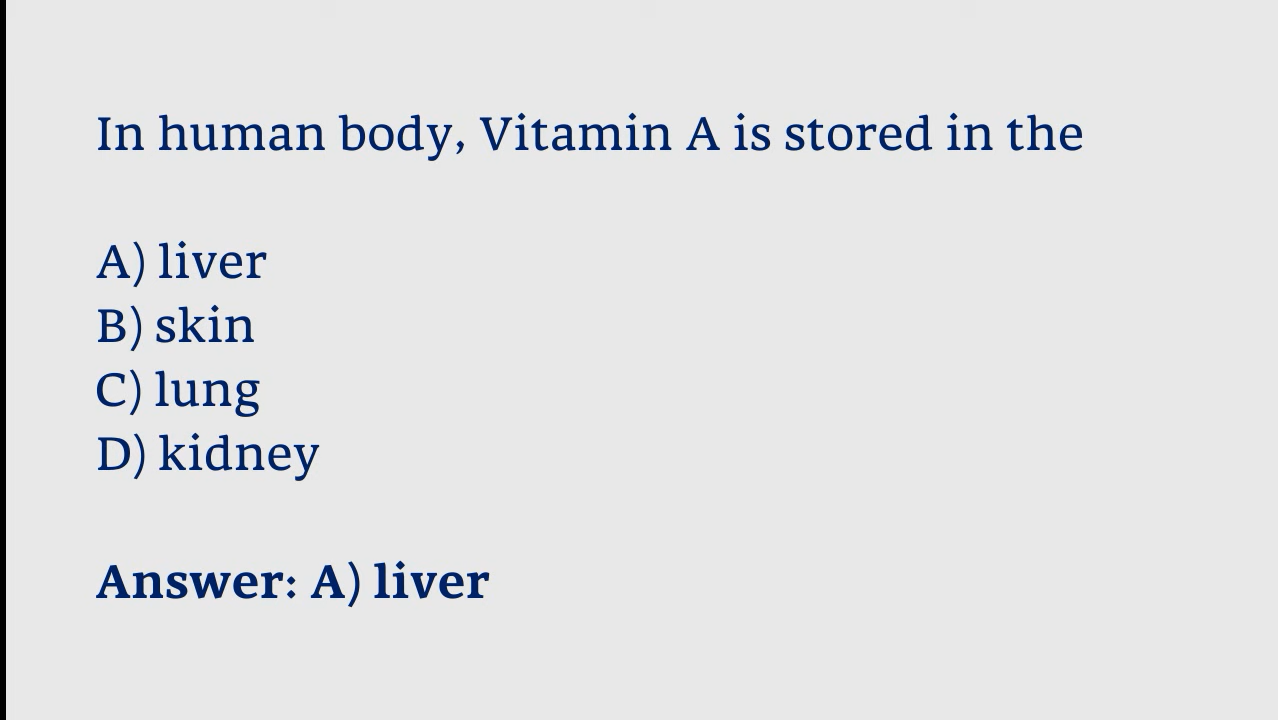 In human body, Vitamin A is stored in the
A) liver
B) skin
C) lung
D) kidney
Answer: A) liver